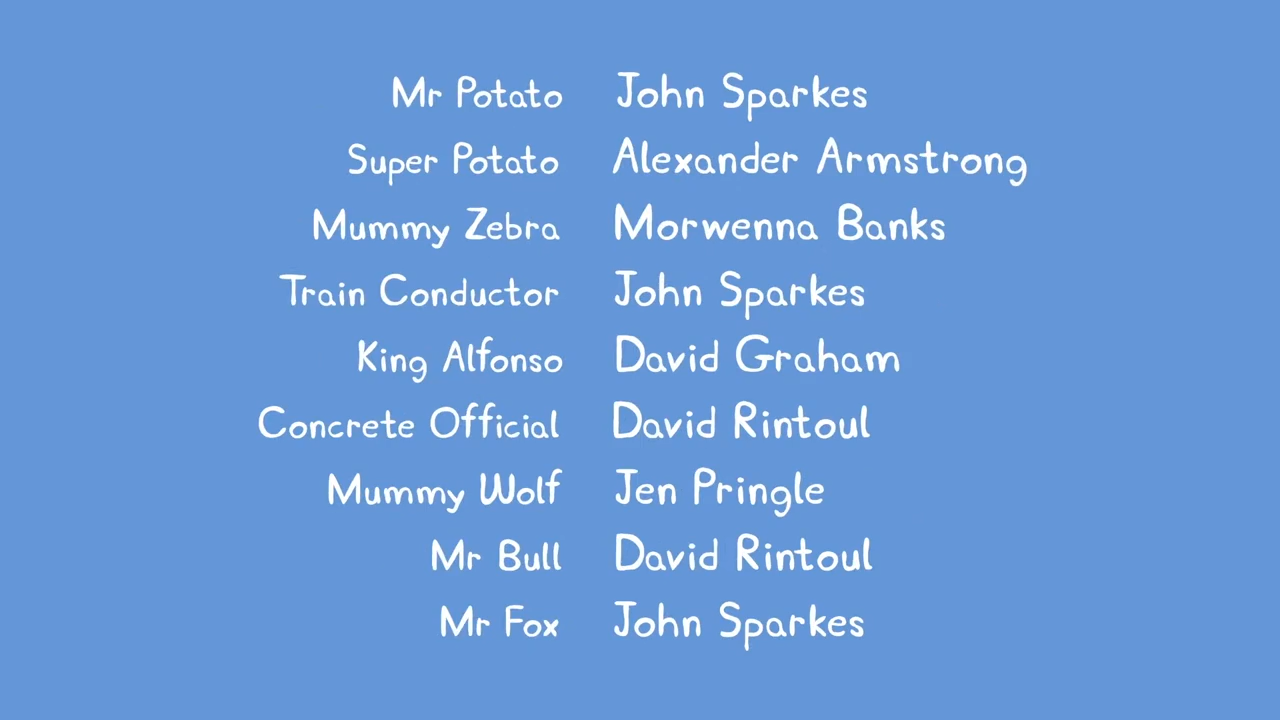 Mr Potato John Sparkes
Super Potato Alexander Armstrong
Mummy Zebra Morwenna Banks
Train Conductor John Sparkes
King Alfonso David Graham
Concrete Official David Rintoul
Mummy Wolf Jen Pringle
Mr Bull David Rintoul
Mr Fox John Sparkes